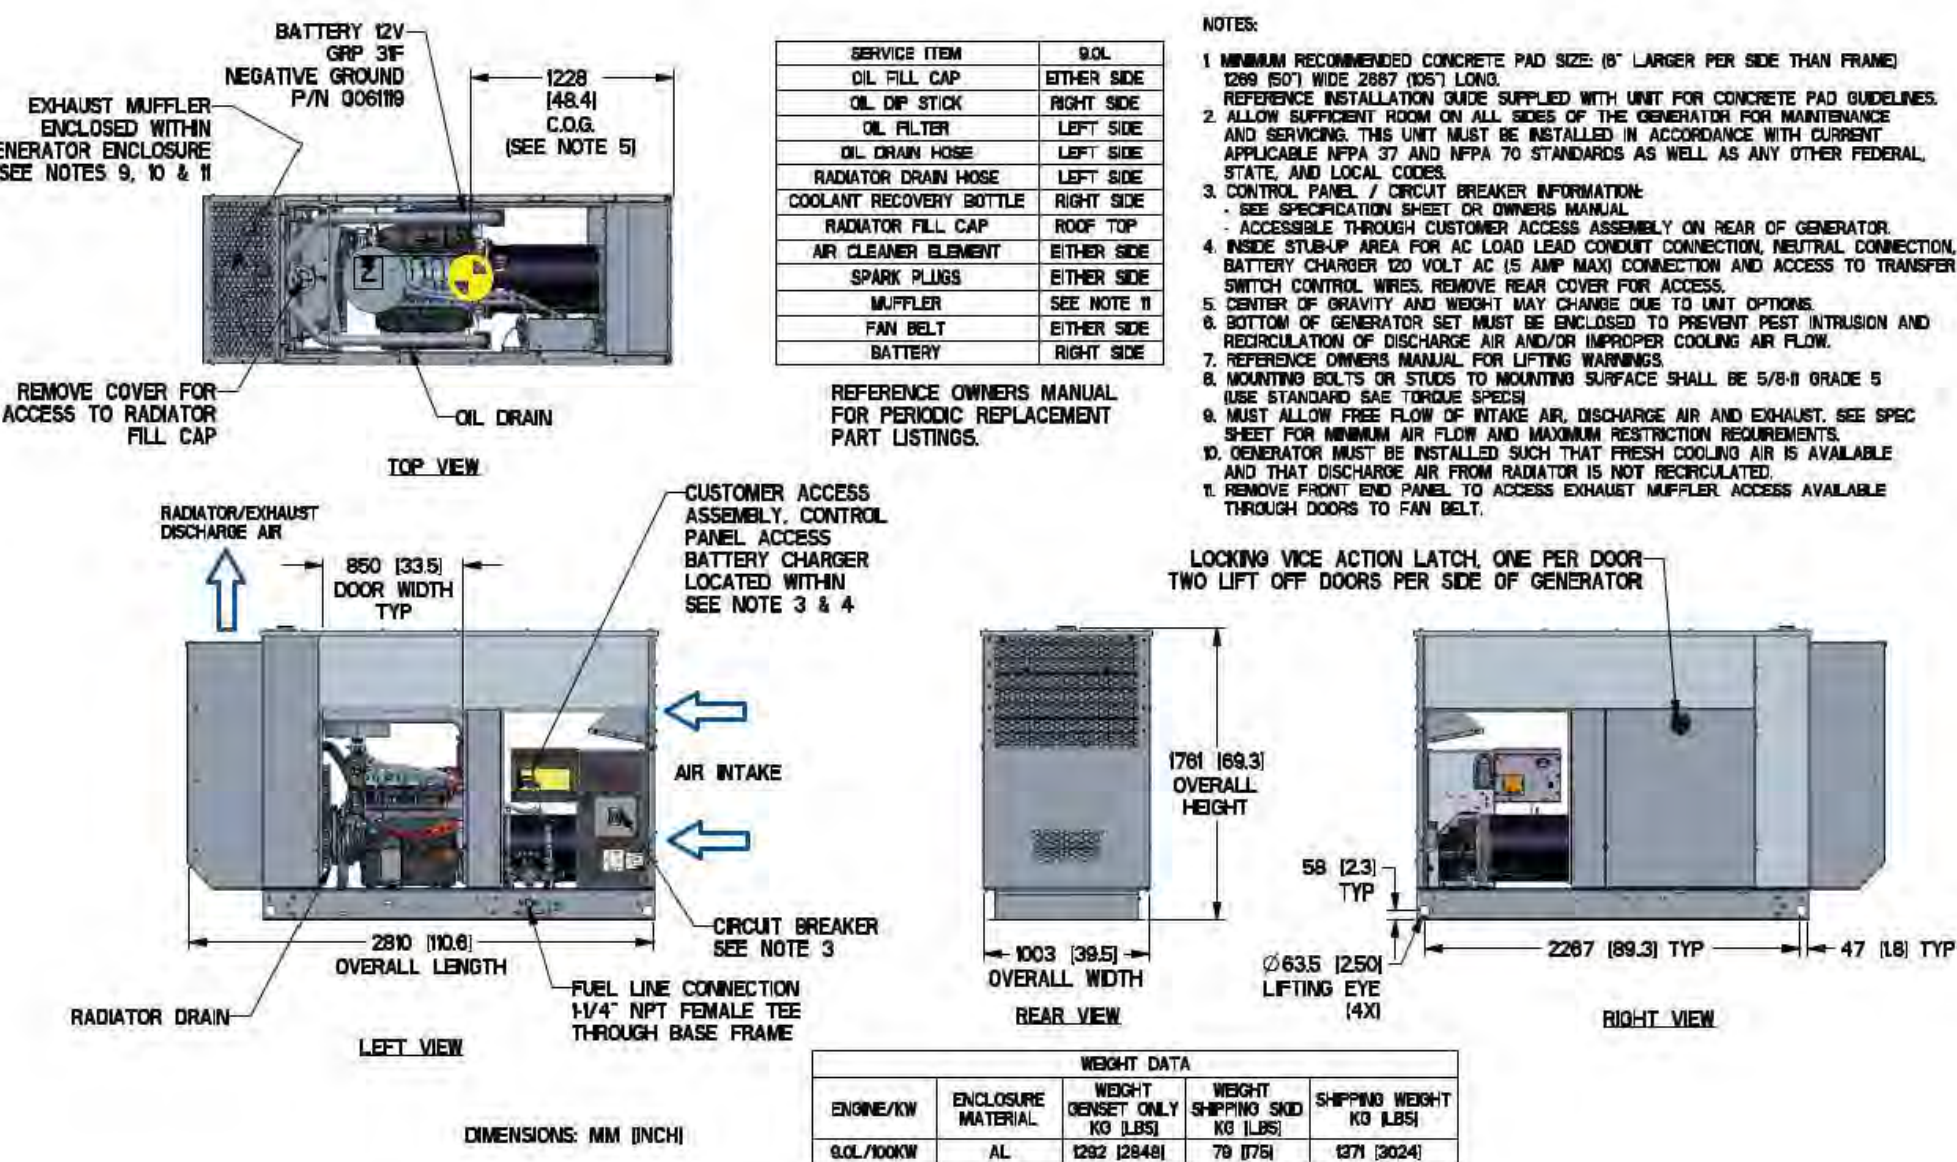 BATTERY 12V
GRP 31F
NEGATIVE GROUND
P/N 0061119
EXHAUST MUFFLER
ENCLOSED WITHIN
ENERATOR ENCLOSURE
SEE NOTES 9, 10 & 11
1228
[48.4]
C.O.G.
(SEE NOTE 5)
REMOVE COVER FOR
ACCESS TO RADIATOR
FILL CAP
OIL DRAIN
TOP VIEW
SERVICE ITEM 9.0L
OIL FILL CAP EITHER SIDE
OIL DIP STICK RIGHT SIDE
OIL FILTER LEFT SIDE
OIL DRAIN HOSE LEFT SIDE
RADIATOR DRAIN HOSE LEFT SIDE
COOLANT RECOVERY BOTTLE RIGHT SIDE
RADIATOR FILL CAP ROOF TOP
AIR CLEANER ELEMENT EITHER SIDE
SPARK PLUGS EITHER SIDE
MUFFLER SEE NOTE 11
FAN BELT EITHER SIDE
BATTERY RIGHT SIDE
REFERENCE OWNERS MANUAL
FOR PERIODIC REPLACEMENT
PART LISTINGS.
NOTES:
1 MINIMUM RECOMMENDED CONCRETE PAD SIZE: (6" LARGER PER SIDE THAN FRAME)
1269 (50") WIDE 2667 (105") LONG.
REFERENCE INSTALLATION GUIDE SUPPLIED WITH UNIT FOR CONCRETE PAD GUIDELINES.
2. ALLOW SUFFICIENT ROOM ON ALL SIDES OF THE GENERATOR FOR MAINTENANCE
AND SERVICING. THIS UNIT MUST BE INSTALLED IN ACCORDANCE WITH CURRENT
APPLICABLE NFPA 37 AND NFPA 70 STANDARDS AS WELL AS ANY OTHER FEDERAL,
STATE, AND LOCAL CODES.
3. CONTROL PANEL / CIRCUIT BREAKER INFORMATION:
- SEE SPECIFICATION SHEET OR OWNERS MANUAL
- ACCESSIBLE THROUGH CUSTOMER ACCESS ASSEMBLY ON REAR OF GENERATOR.
4. INSIDE STUB-UP AREA FOR AC LOAD LEAD CONDUIT CONNECTION, NEUTRAL CONNECTION,
BATTERY CHARGER 120 VOLT AC (.5 AMP MAX) CONNECTION AND ACCESS TO TRANSFER
SWITCH CONTROL WIRES. REMOVE REAR COVER FOR ACCESS.
5. CENTER OF GRAVITY AND WEIGHT MAY CHANGE DUE TO UNIT OPTIONS.
6. BOTTOM OF GENERATOR SET MUST BE ENCLOSED TO PREVENT PEST INTRUSION AND
RECIRCULATION OF DISCHARGE AIR AND/OR IMPROPER COOLING AIR FLOW.
7. REFERENCE OWNERS MANUAL FOR LIFTING WARNINGS.
8. MOUNTING BOLTS OR STUDS TO MOUNTING SURFACE SHALL BE 5/8-11 GRADE 5
(USE STANDARD SAE TORQUE SPECS)
9. MUST ALLOW FREE FLOW OF INTAKE AIR, DISCHARGE AIR AND EXHAUST. SEE SPEC
SHEET FOR MINIMUM AIR FLOW AND MAXIMUM RESTRICTION REQUIREMENTS.
10. GENERATOR MUST BE INSTALLED SUCH THAT FRESH COOLING AIR IS AVAILABLE
AND THAT DISCHARGE AIR FROM RADIATOR IS NOT RECIRCULATED.
11. REMOVE FRONT END PANEL TO ACCESS EXHAUST MUFFLER. ACCESS AVAILABLE
THROUGH DOORS TO FAN BELT.
RADIATOR/EXHAUST
DISCHARGE AIR
850 [33.5]
DOOR WIDTH
TYP
CUSTOMER ACCESS
ASSEMBLY, CONTROL
PANEL ACCESS
BATTERY CHARGER
LOCATED WITHIN
SEE NOTE 3 & 4
AIR INTAKE
CIRCUIT BREAKER
SEE NOTE 3
2810 [110.6]
OVERALL LENGTH
FUEL LINE CONNECTION
1-1/4" NPT FEMALE TEE
THROUGH BASE FRAME
RADIATOR DRAIN
LEFT VIEW
LOCKING VICE ACTION LATCH, ONE PER DOOR
TWO LIFT OFF DOORS PER SIDE OF GENERATOR
1761 [69.3]
OVERALL
HEIGHT
1003 [39.5]
OVERALL WIDTH
REAR VIEW
58 [2.3]
TYP
Ø63.5 [2.50]
LIFTING EYE
(4X)
2267 [89.3] TYP
47 [1.8] TYP
RIGHT VIEW
DIMENSIONS: MM [INCH]
WEIGHT DATA
ENGINE/KW ENCLOSURE MATERIAL WEIGHT GENSET ONLY KG [LBS] WEIGHT SHIPPING SKID KG [LBS] SHIPPING WEIGHT KG [LBS]
9.0L/100KW AL 1292 [2848] 79 [175] 1371 [3024]